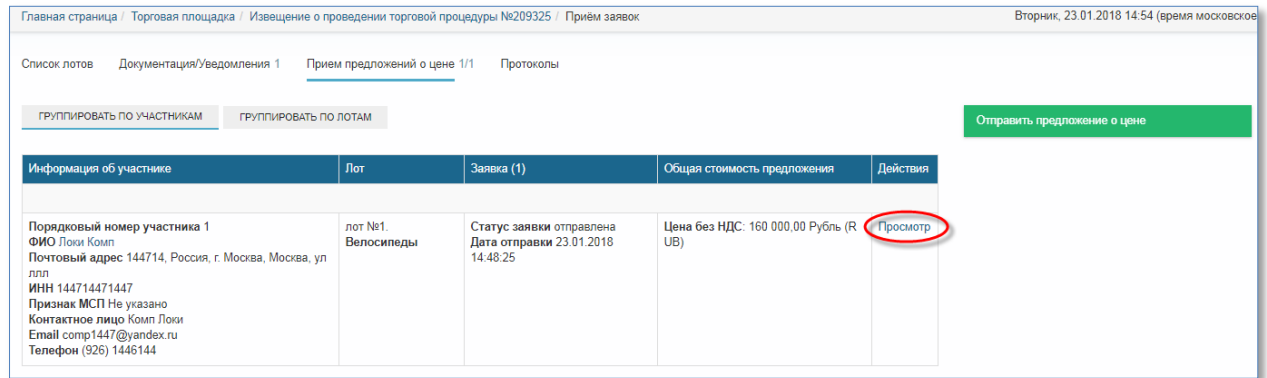 Главная страница / Торговая площадка / Извещение о проведении торговой процедуры №209325 / Приём заявок
Вторник, 23.01.2018 14:54 (время московское
Список лотов Документация/Уведомления 1 Прием предложений о цене 1/1 Протоколы
ГРУППИРОВАТЬ ПО УЧАСТНИКАМ ГРУППИРОВАТЬ ПО ЛОТАМ
Отправить предложение о цене
Информация об участнике Лот Заявка (1) Общая стоимость предложения Действия
Порядковый номер участника 1
ФИО Локи Комп
Почтовый адрес 144714, Россия, г. Москва, Москва, ул
ллл
ИНН 144714471447
Признак МСП Не указано
Контактное лицо Комп Локи
Email comp1447@yandex.ru
Телефон (926) 1446144
лот №1.
Велосипеды
Статус заявки отправлена
Дата отправки 23.01.2018
14:48:25
Цена без НДС: 160 000,00 Рубль (R
UB)
Просмотр